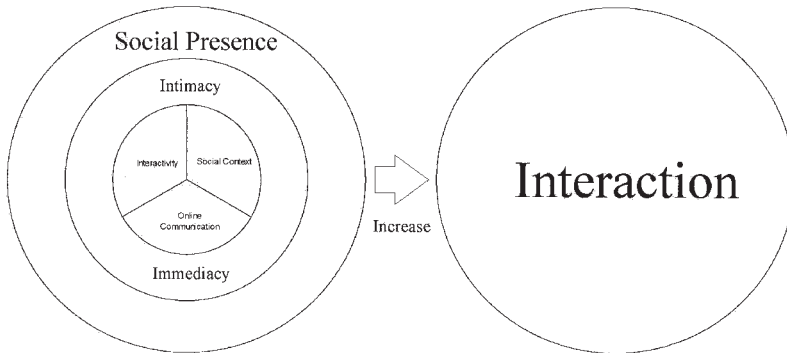 Social Presence
Intimacy
Interactivity
Social Context
Online
Communication
Immediacy
Increase
Interaction